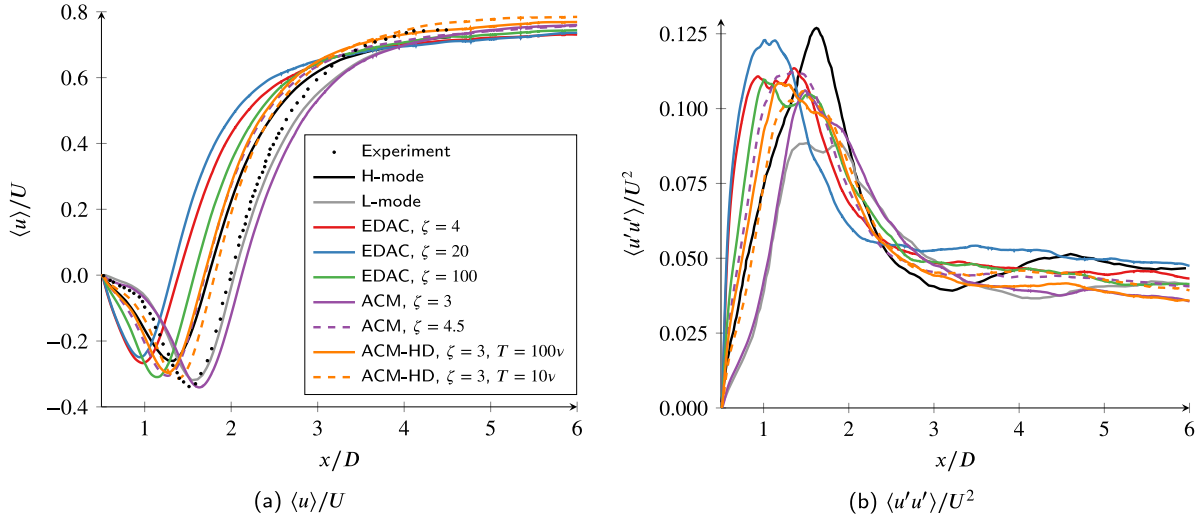 0.8
0.6
0.4
0.2
0.0
−0.2
−0.4
⟨u⟩/U
1 2 3 4 5 6
x/D
Experiment
H-mode
L-mode
EDAC, ζ = 4
EDAC, ζ = 20
EDAC, ζ = 100
ACM, ζ = 3
ACM, ζ = 4.5
ACM-HD, ζ = 3, T = 100ν
ACM-HD, ζ = 3, T = 10ν
(a) ⟨u⟩/U
0.125
0.100
0.075
0.050
0.025
0.000
⟨u′u′⟩/U²
1 2 3 4 5 6
x/D
(b) ⟨u′u′⟩/U²